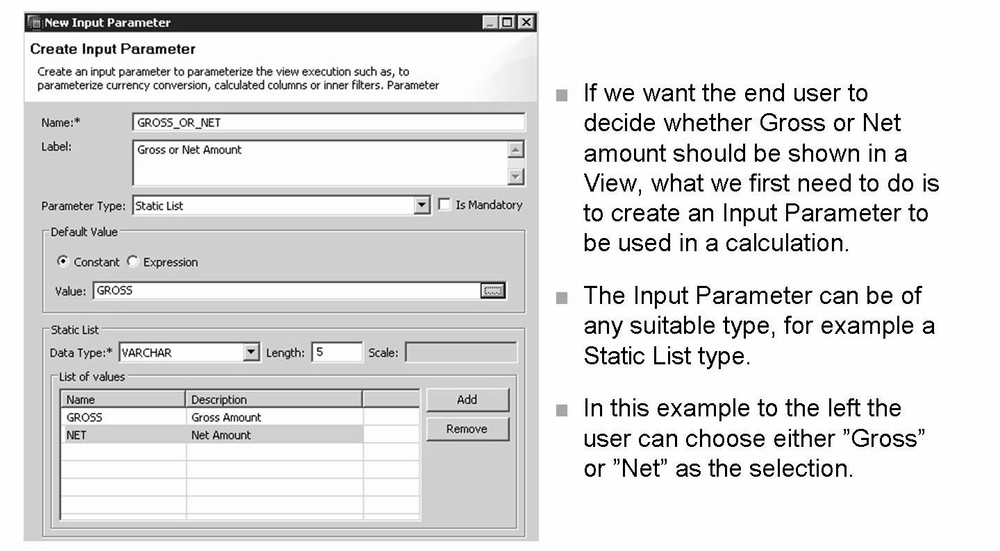 New Input Parameter
Create Input Parameter
Create an input parameter to parameterize the view execution such as, to
parameterize currency conversion, calculated columns or inner filters. Parameter
Name:* GROSS_OR_NET
Label: Gross or Net Amount
Parameter Type: Static List Is Mandatory
Default Value
Constant Expression
Value: GROSS
Static List
Data Type:* VARCHAR Length: 5 Scale:
List of values
Name Description
GROSS Gross Amount
NET Net Amount
Add
Remove
If we want the end user to
decide whether Gross or Net
amount should be shown in a
View, what we first need to do is
to create an Input Parameter to
be used in a calculation.
The Input Parameter can be of
any suitable type, for example a
Static List type.
In this example to the left the
user can choose either ”Gross”
or ”Net” as the selection.